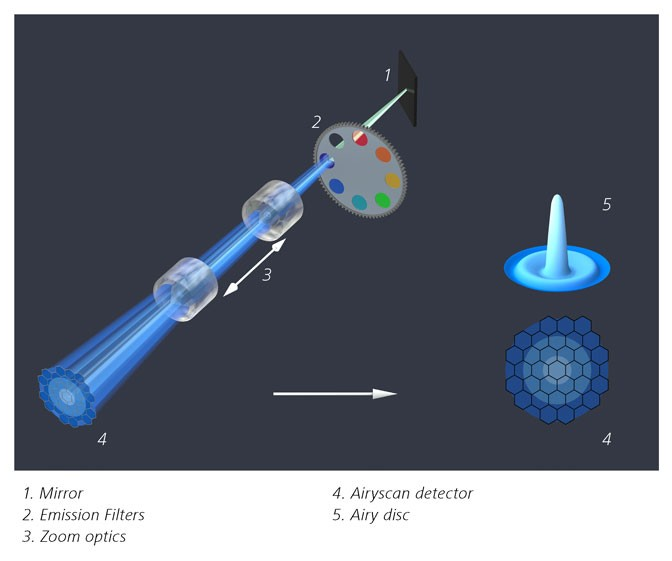 1
2
5
3
4
4
1. Mirror
2. Emission Filters
3. Zoom optics
4. Airyscan detector
5. Airy disc